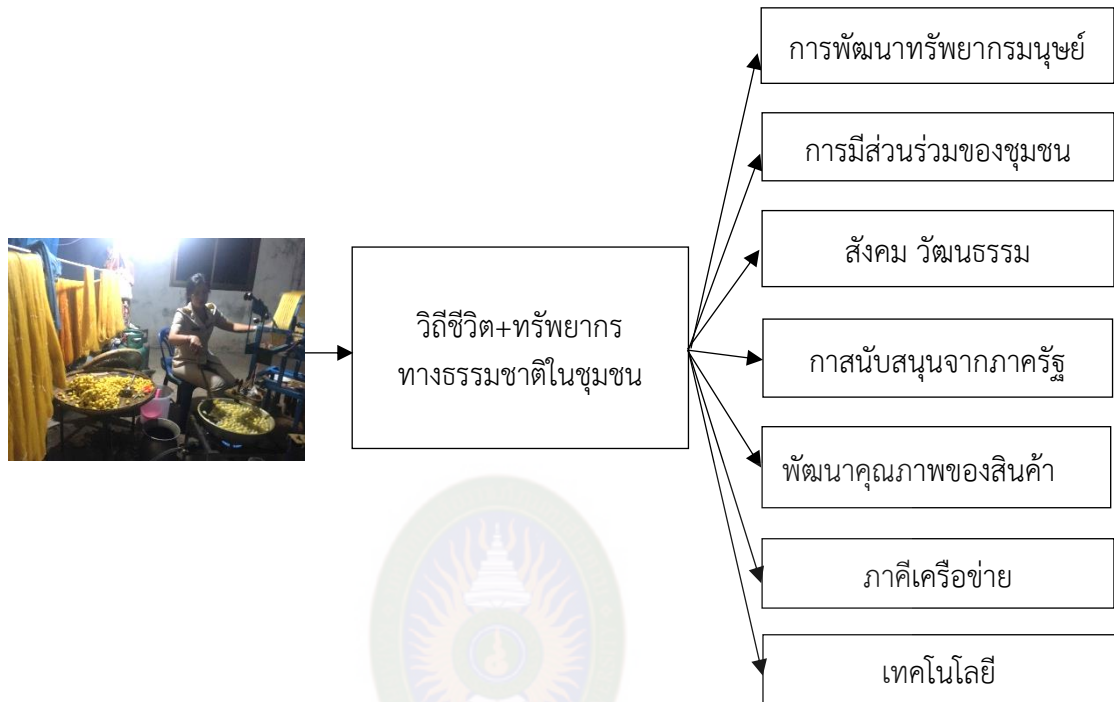 การพัฒนาทรัพยากรมนุษย์
การมีส่วนร่วมของชุมชน
สังคม วัฒนธรรม
วิถีชีวิต+ทรัพยากร
ทางธรรมชาติในชุมชน
กาสนับสนุนจากภาครัฐ
พัฒนาคุณภาพของสินค้า
ภาคีเครือข่าย
เทคโนโลยี